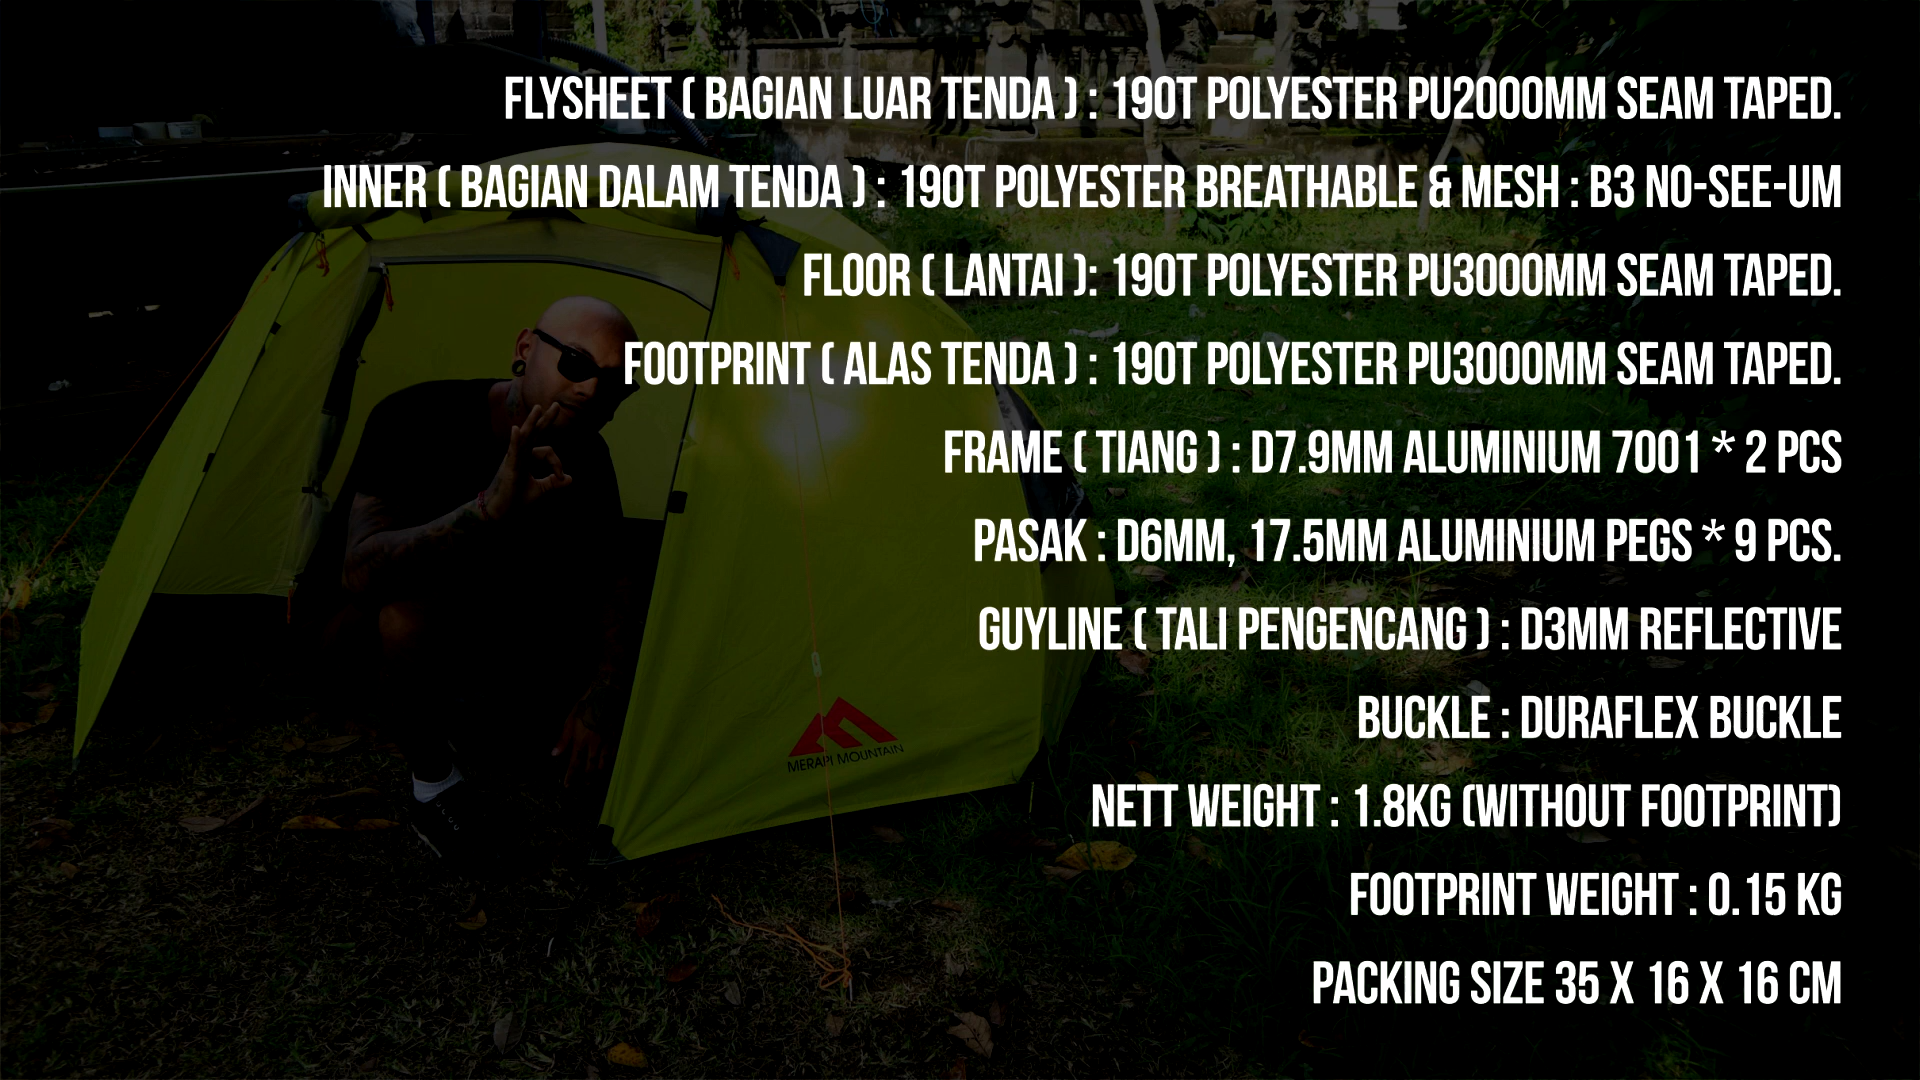 FLYSHEET ( BAGIAN LUAR TENDA ) : 190T POLYESTER PU2000MM SEAM TAPED.
INNER ( BAGIAN DALAM TENDA ) : 190T POLYESTER BREATHABLE & MESH : B3 NO-SEE-UM
FLOOR ( LANTAI ): 190T POLYESTER PU3000MM SEAM TAPED.
FOOTPRINT ( ALAS TENDA ) : 190T POLYESTER PU3000MM SEAM TAPED.
FRAME ( TIANG ) : D7.9MM ALUMINIUM 7001 * 2 PCS
PASAK : D6MM, 17.5MM ALUMINIUM PEGS * 9 PCS.
GUYLINE ( TALI PENGENCANG ) : D3MM REFLECTIVE
BUCKLE : DURAFLEX BUCKLE
MERAPI MOUNTAIN
NETT WEIGHT : 1.8KG (WITHOUT FOOTPRINT)
FOOTPRINT WEIGHT : 0.15 KG
PACKING SIZE 35 X 16 X 16 CM